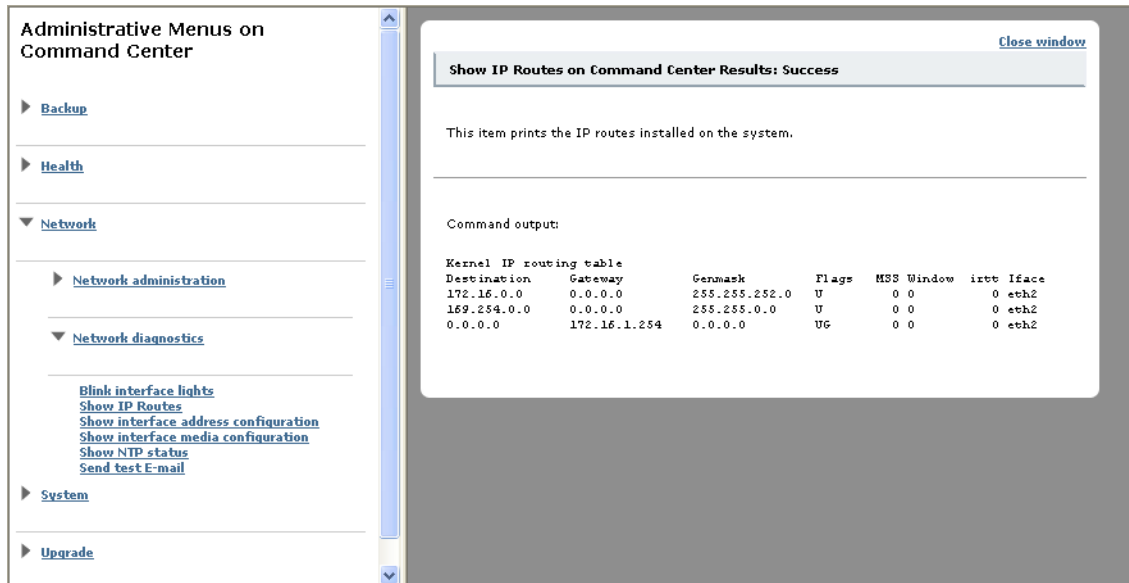 Administrative Menus on
Command Center
Backup
Health
Network
Network administration
Network diagnostics
Blink interface lights
Show IP Routes
Show interface address configuration
Show interface media configuration
Show NTP status
Send test E-mail
System
Upgrade
Close window
Show IP Routes on Command Center Results: Success
This item prints the IP routes installed on the system.
Command output:
Kernel IP routing table
Destination Gateway Genmask Flags MSS Window irtt Iface
172.16.0.0 0.0.0.0 255.255.252.0 U 0 0 0 eth2
169.254.0.0 0.0.0.0 255.255.0.0 U 0 0 0 eth2
0.0.0.0 172.16.1.254 0.0.0.0 UG 0 0 0 eth2